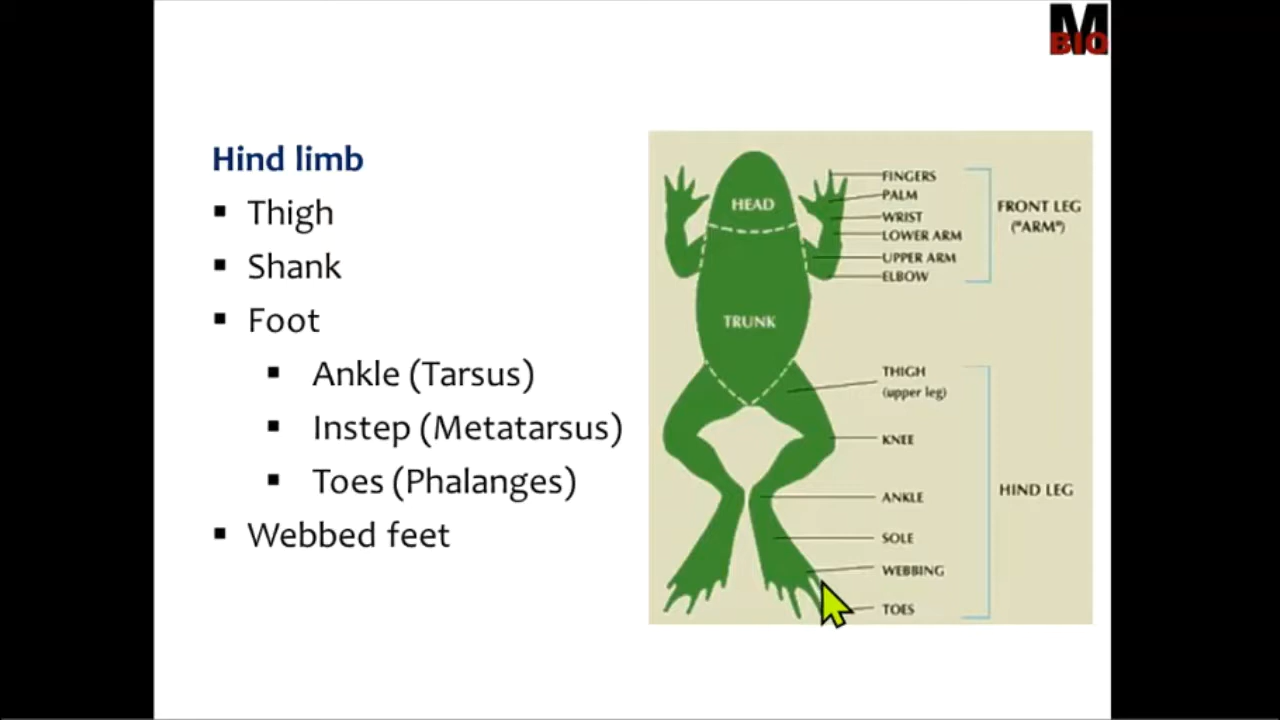 M
BIO
Hind limb
▪ Thigh
▪ Shank
▪ Foot
▪ Ankle (Tarsus)
▪ Instep (Metatarsus)
▪ Toes (Phalanges)
▪ Webbed feet
HEAD
TRUNK
FINGERS
PALM
WRIST
LOWER ARM
UPPER ARM
ELBOW
FRONT LEG
("ARM")
THIGH
(upper leg)
KNEE
ANKLE
SOLE
WEBBING
TOES
HIND LEG